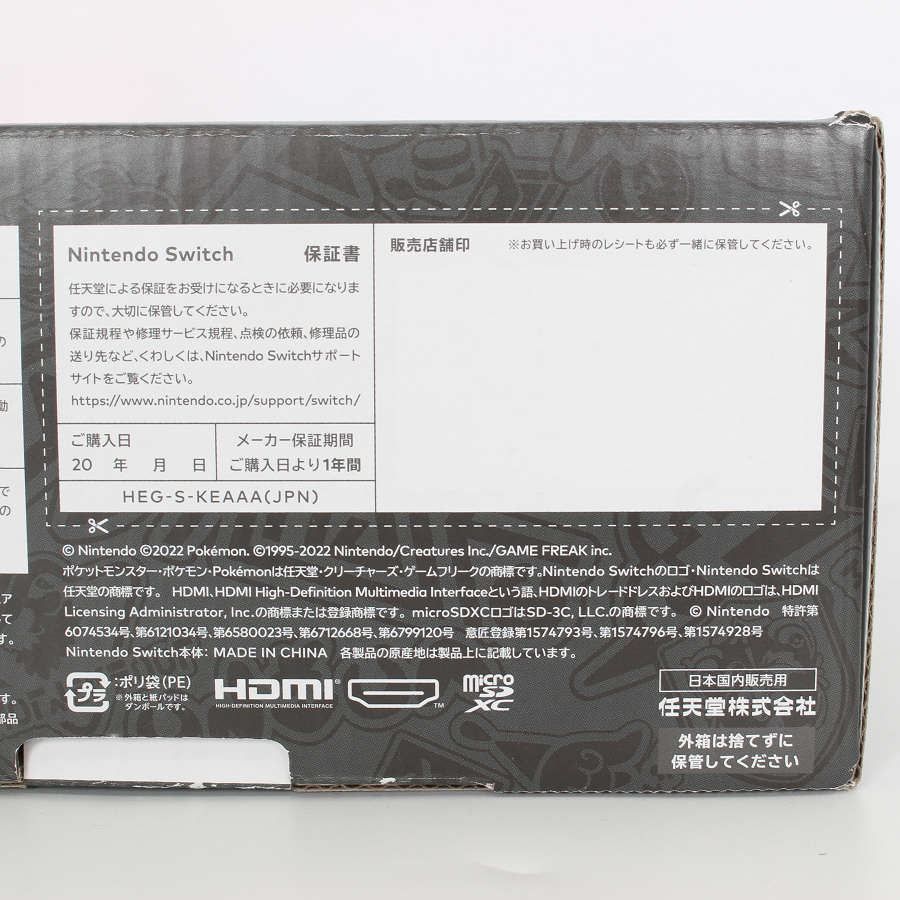 Nintendo Switch 保証書
任天堂による保証をお受けになるときに必要になりま
すので、大切に保管してください。
保証規程や修理サービス規程、点検の依頼、修理品の
送り先など、くわしくは、Nintendo Switchサポート
サイトをご覧ください。
https://www.nintendo.co.jp/support/switch/
ご購入日
20 年 月 日
メーカー保証期間
ご購入日より1年間
HEG-S-KEAAA(JPN)
販売店舗印 ※お買い上げ時のレシートも必ず一緒に保管してください。
の
動
で
の
ア
て
す。
す。
部品
© Nintendo ©2022 Pokémon. ©1995-2022 Nintendo/Creatures Inc./GAME FREAK inc.
ポケットモンスター・ポケモン・Pokémonは任天堂・クリーチャーズ・ゲームフリークの商標です。Nintendo Switchのロゴ・Nintendo Switchは
任天堂の商標です。 HDMI、HDMI High-Definition Multimedia Interfaceという語、HDMIのトレードドレスおよびHDMIのロゴは、HDMI
Licensing Administrator, Inc.の商標または登録商標です。 microSDXCロゴはSD-3C, LLC.の商標です。 © Nintendo 特許第
6074534号、第6121034号、第6580023号、第6712668号、第6799120号 意匠登録第1574793号、第1574796号、第1574928号
Nintendo Switch本体: MADE IN CHINA 各製品の原産地は製品上に記載しています。
プラ
:ポリ袋(PE)
※外箱と紙パッドは
ダンボールです。
HDMI®
HIGH-DEFINITION MULTIMEDIA INTERFACE
TM
micro
SD
XC
日本国内販売用
任天堂株式会社
外箱は捨てずに
保管してください